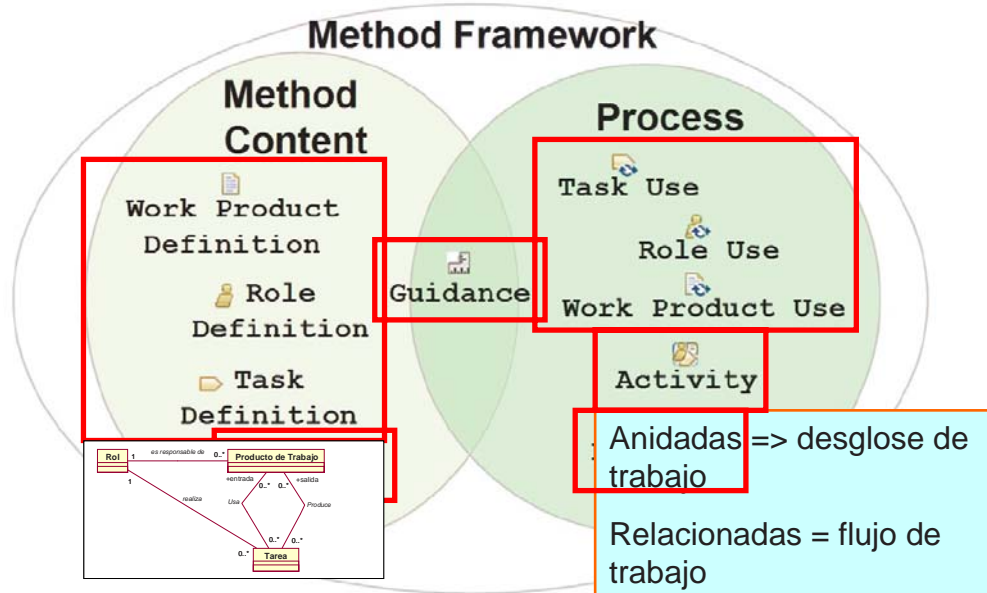 Method Framework
Method
Content
Process
Work Product
Definition
Role
Definition
Task
Definition
Guidance
Task Use
Role Use
Work Product Use
Activity
Anidadas => desglose de
trabajo
Relacionadas = flujo de
trabajo
Rol
1
es responsable de
0..*
Producto de Trabajo
1
+entrada
0..*
0..*
+salida
realiza
Usa
Produce
0..*
0..*
0..*
Tarea